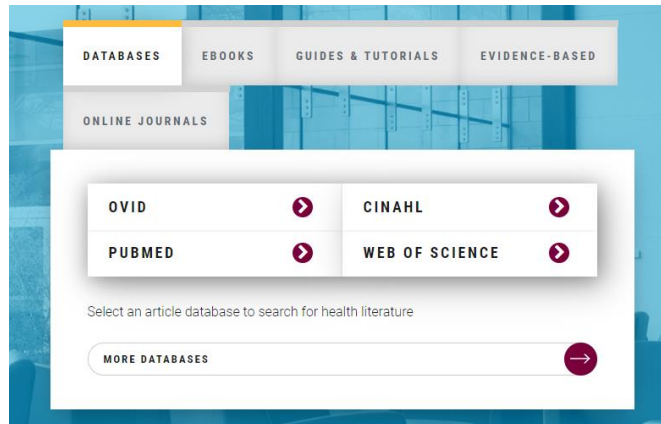 DATABASES EBOOKS GUIDES & TUTORIALS EVIDENCE-BASED
ONLINE JOURNALS
OVID CINAHL
PUBMED WEB OF SCIENCE
Select an article database to search for health literature
MORE DATABASES